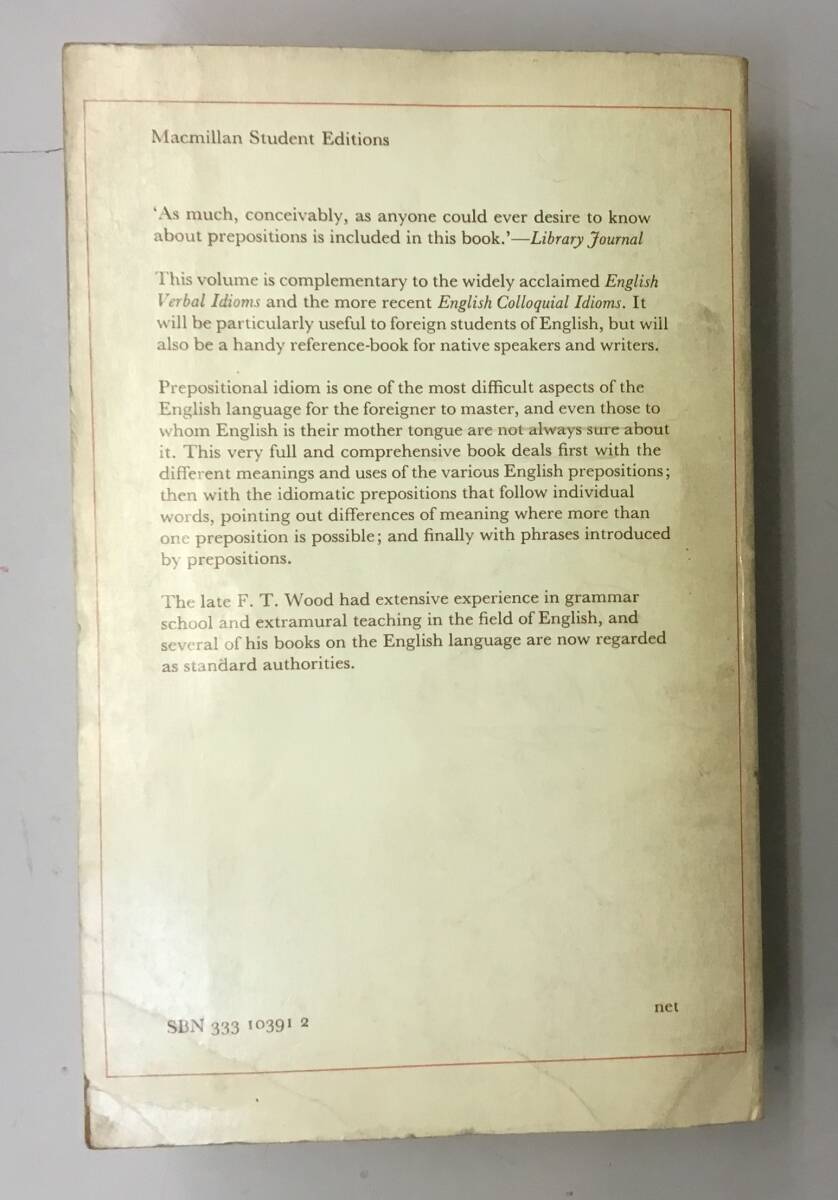 Macmillan Student Editions
‘As much, conceivably, as anyone could ever desire to know
about prepositions is included in this book.’—Library Journal
This volume is complementary to the widely acclaimed English
Verbal Idioms and the more recent English Colloquial Idioms. It
will be particularly useful to foreign students of English, but will
also be a handy reference-book for native speakers and writers.
Prepositional idiom is one of the most difficult aspects of the
English language for the foreigner to master, and even those to
whom English is their mother tongue are not always sure about
it. This very full and comprehensive book deals first with the
different meanings and uses of the various English prepositions;
then with the idiomatic prepositions that follow individual
words, pointing out differences of meaning where more than
one preposition is possible; and finally with phrases introduced
by prepositions.
The late F. T. Wood had extensive experience in grammar
school and extramural teaching in the field of English, and
several of his books on the English language are now regarded
as standard authorities.
net
SBN 333 10391 2